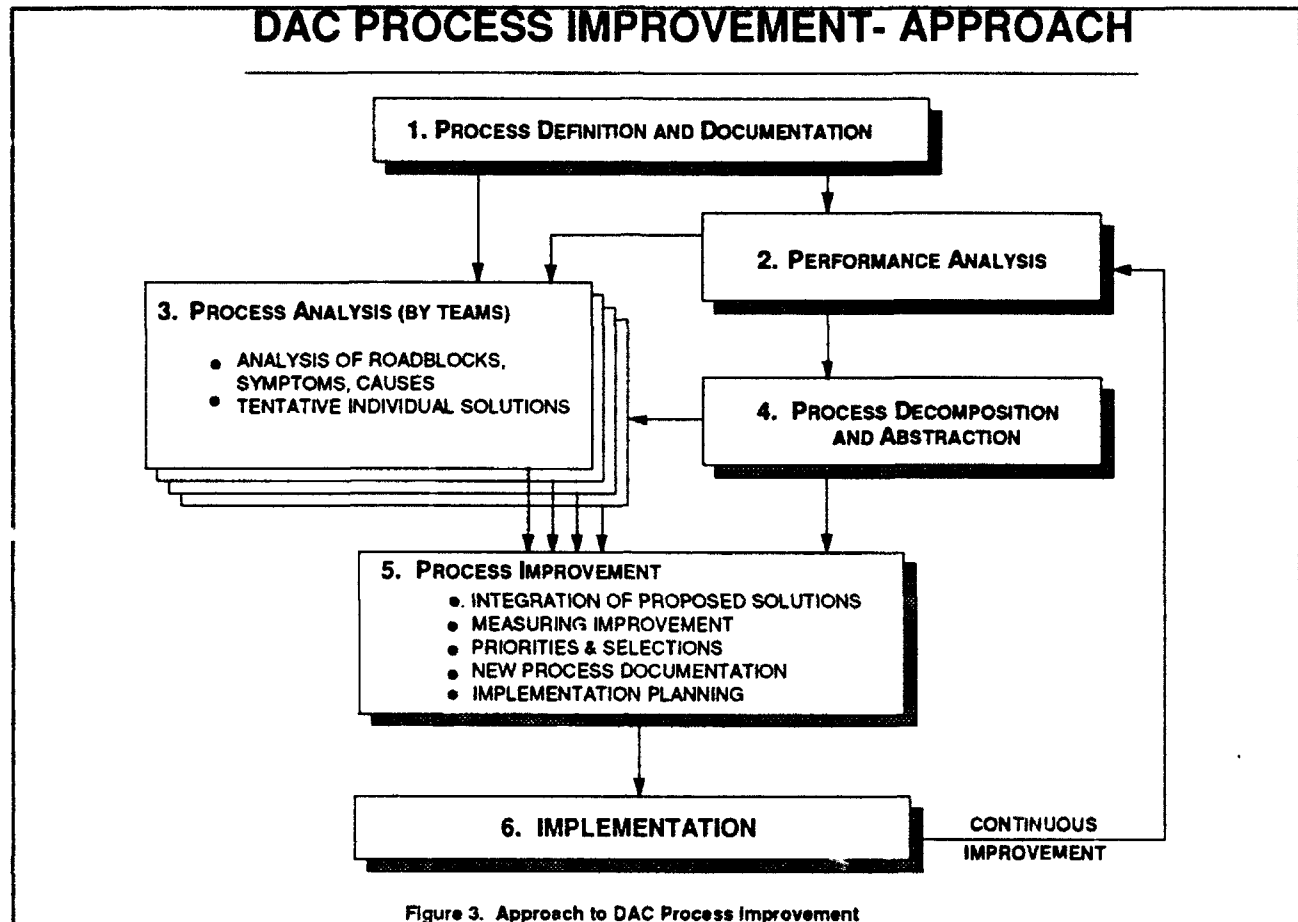 DAC PROCESS IMPROVEMENT- APPROACH
1. PROCESS DEFINITION AND DOCUMENTATION
2. PERFORMANCE ANALYSIS
3. PROCESS ANALYSIS (BY TEAMS)
● ANALYSIS OF ROADBLOCKS,
SYMPTOMS, CAUSES
● TENTATIVE INDIVIDUAL SOLUTIONS
4. PROCESS DECOMPOSITION
AND ABSTRACTION
5. PROCESS IMPROVEMENT
●. INTEGRATION OF PROPOSED SOLUTIONS
● MEASURING IMPROVEMENT
● PRIORITIES & SELECTIONS
● NEW PROCESS DOCUMENTATION
● IMPLEMENTATION PLANNING
6. IMPLEMENTATION
CONTINUOUS
IMPROVEMENT
Figure 3. Approach to DAC Process Improvement